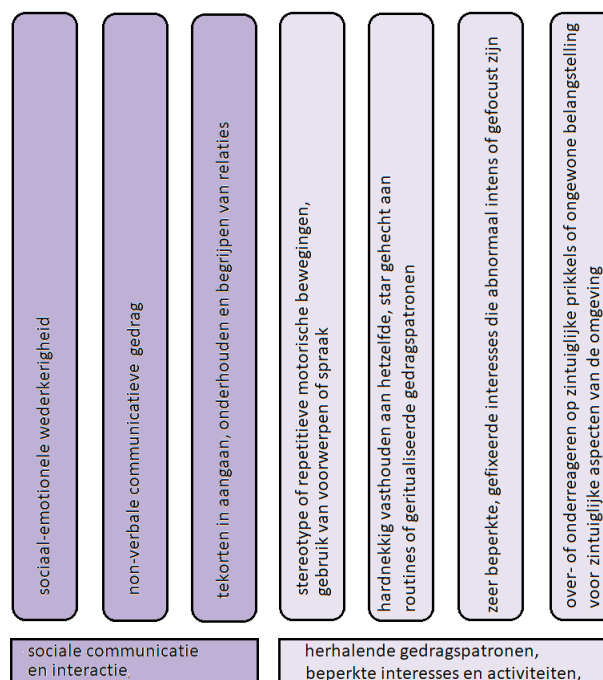 sociaal-emotionele wederkerigheid
non-verbale communicatieve gedrag
tekorten in aangaan, onderhouden en begrijpen van relaties
stereotype of repetitieve motorische bewegingen,
gebruik van voorwerpen of spraak
hardnekkig vasthouden aan hetzelfde, star gehecht aan
routines of geritualiseerde gedragspatronen
zeer beperkte, gefixeerde interesses die abnormaal intens of gefocust zijn
over- of onderreageren op zintuiglijke prikkels of ongewone belangstelling
voor zintuiglijke aspecten van de omgeving
sociale communicatie
en interactie,
herhalende gedragspatronen,
beperkte interesses en activiteiten,